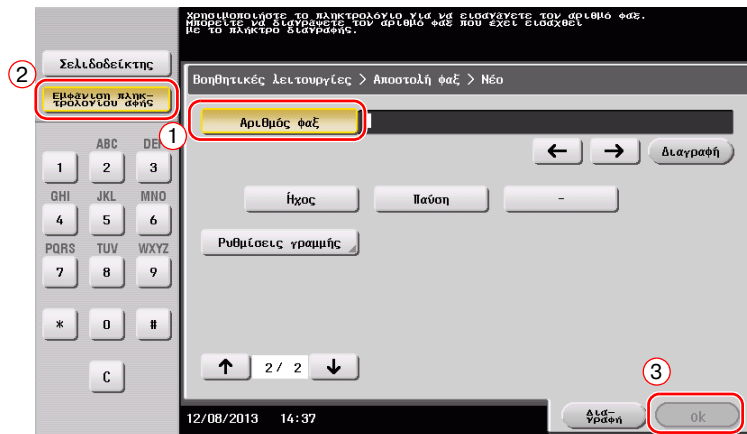 Χρησιμοποιήστε το πληκτρολόγιο για να εισαγάγετε τον αριθμό φαξ.
Μπορείτε να διαγράψετε τον αριθμό φαξ που έχει εισαχθεί
με το πλήκτρο διαγραφής.
2
Σελιδοδείκτης
Εμφάνιση πληκ-
τρολογίου αφής
Βοηθητικές λειτουργίες > Αποστολή φαξ > Νέο
1
Αριθμός φαξ
← → Διαγραφή
ABC DEF
1 2 3
GHI JKL MNO
4 5 6
PQRS TUV WXYZ
7 8 9
* 0 #
C
Ήχος Παύση -
Ρυθμίσεις γραμμής
↑ 2/ 2 ↓
3
12/08/2013 14:37
Δια-
γραφή
ok